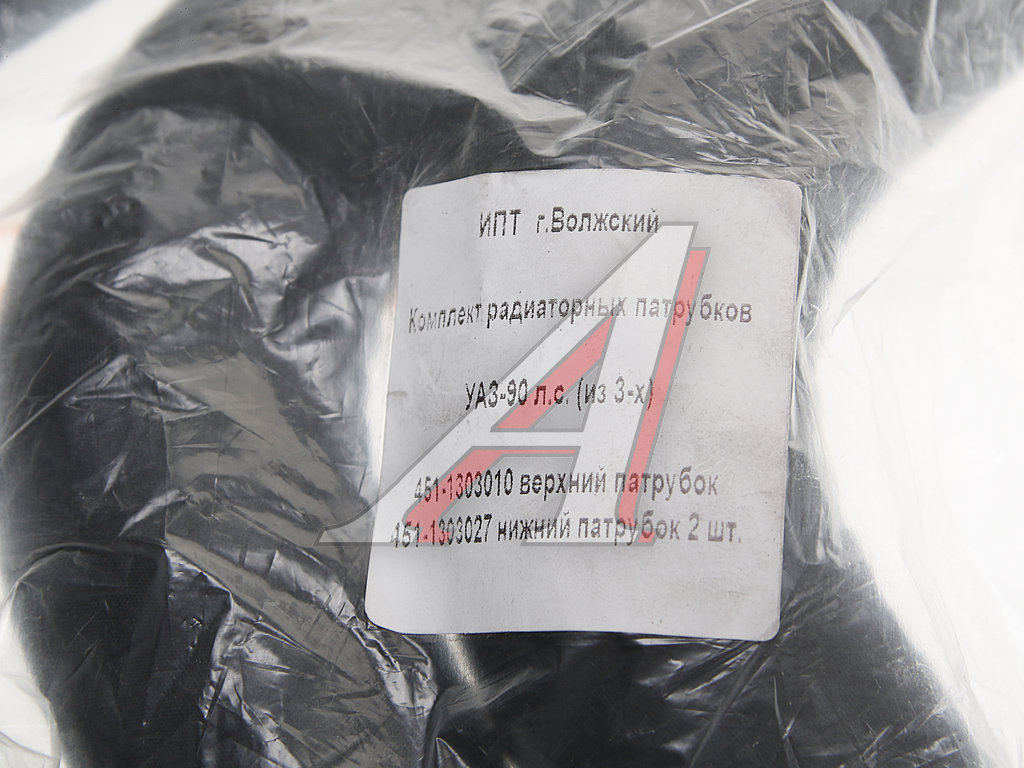 ИПТ г.Волжский
Комплект радиаторных патрубков
УАЗ-90 л.с. (из 3-х)
451-1303010 верхний патрубок
451-1303027 нижний патрубок 2 шт.